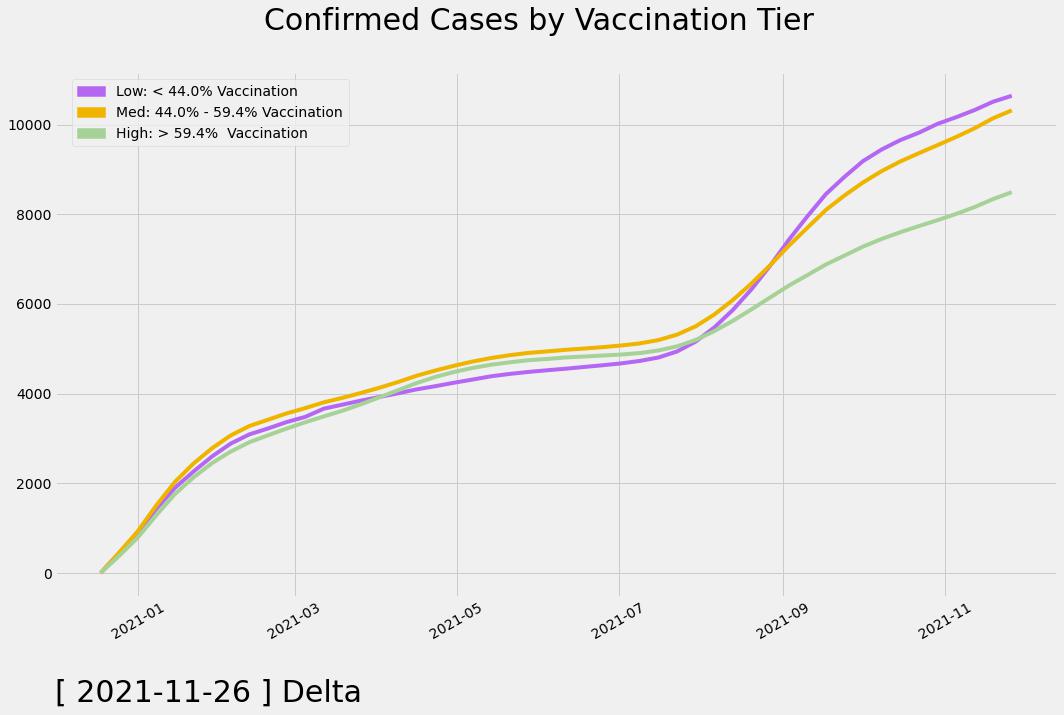 Confirmed Cases by Vaccination Tier
Low: < 44.0% Vaccination
Med: 44.0% - 59.4% Vaccination
High: > 59.4%  Vaccination
10000
8000
6000
4000
2000
0
2021-01
2021-03
2021-05
2021-07
2021-09
2021-11
[ 2021-11-26 ] Delta